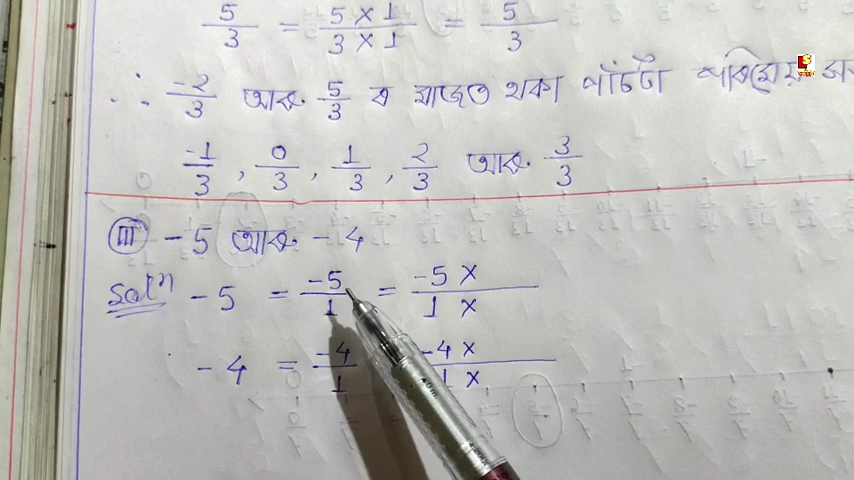 5/3 = 5 × 1/3 × 1 = 5/3
∴ -2/3 আৰু 5/3 ৰ মাজত থকা পাঁচটা পৰিমেয়
-1/3 , 0/3 , 1/3 , 2/3 আৰু 3/3
(III) -5 আৰু -4
Solⁿ -5 = -5/1 = -5 ×/1 ×
-4 = -4/1 -4 ×/1 ×